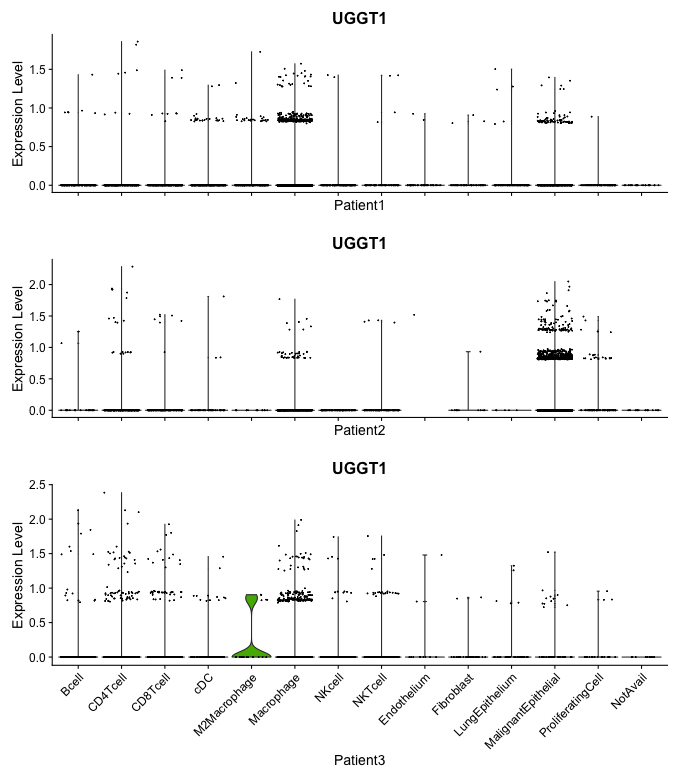 UGGT1
Expression Level
1.5
1.0
0.5
0.0
Patient1
UGGT1
Expression Level
2.0
1.5
1.0
0.5
0.0
Patient2
UGGT1
Expression Level
2.5
2.0
1.5
1.0
0.5
0.0
Bcell
CD4Tcell
CD8Tcell
cDC
M2Macrophage
Macrophage
NKcell
NKTcell
Endothelium
Fibroblast
LungEpithelium
MalignantEpithelial
ProliferatingCell
NotAvail
Patient3